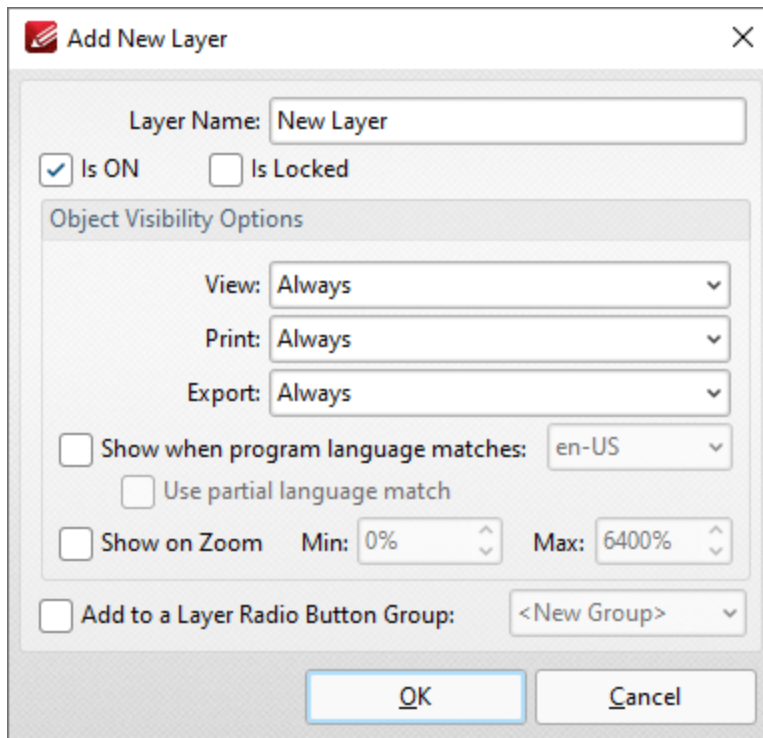 Add New Layer
Layer Name: New Layer
Is ON Is Locked
Object Visibility Options
View: Always
Print: Always
Export: Always
Show when program language matches: en-US
Use partial language match
Show on Zoom Min: 0% Max: 6400%
Add to a Layer Radio Button Group: <New Group>
OK Cancel